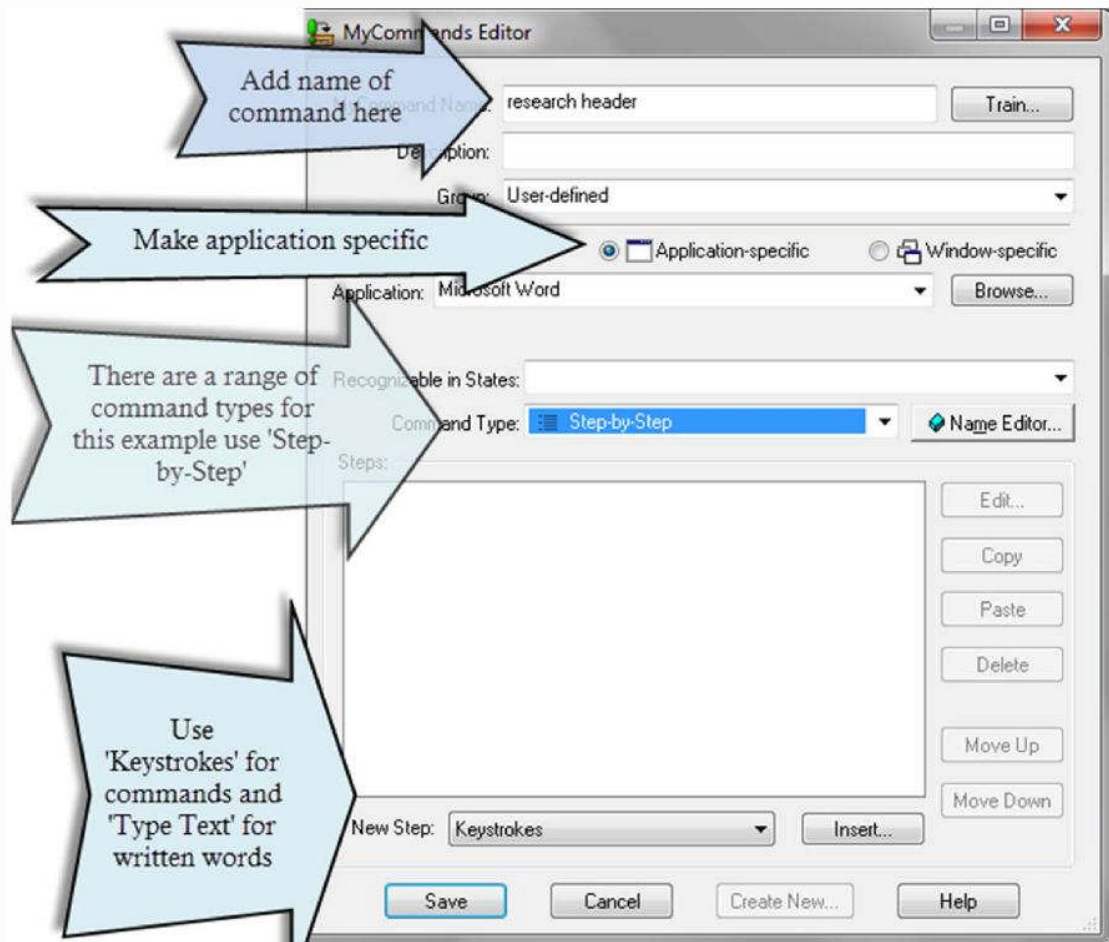 MyCommands Editor
Add name of
command here
MyCommand Name:
research header
Train...
Description:
Group:
User-defined
Make application specific
Application-specific
Window-specific
Application:
Microsoft Word
Browse...
There are a range of
command types for
this example use 'Step-
by-Step'
Recognizable in States:
Command Type:
Step-by-Step
Name Editor...
Steps:
Edit...
Copy
Paste
Delete
Move Up
Move Down
Use
'Keystrokes' for
commands and
'Type Text' for
written words
New Step:
Keystrokes
Insert...
Save
Cancel
Create New...
Help